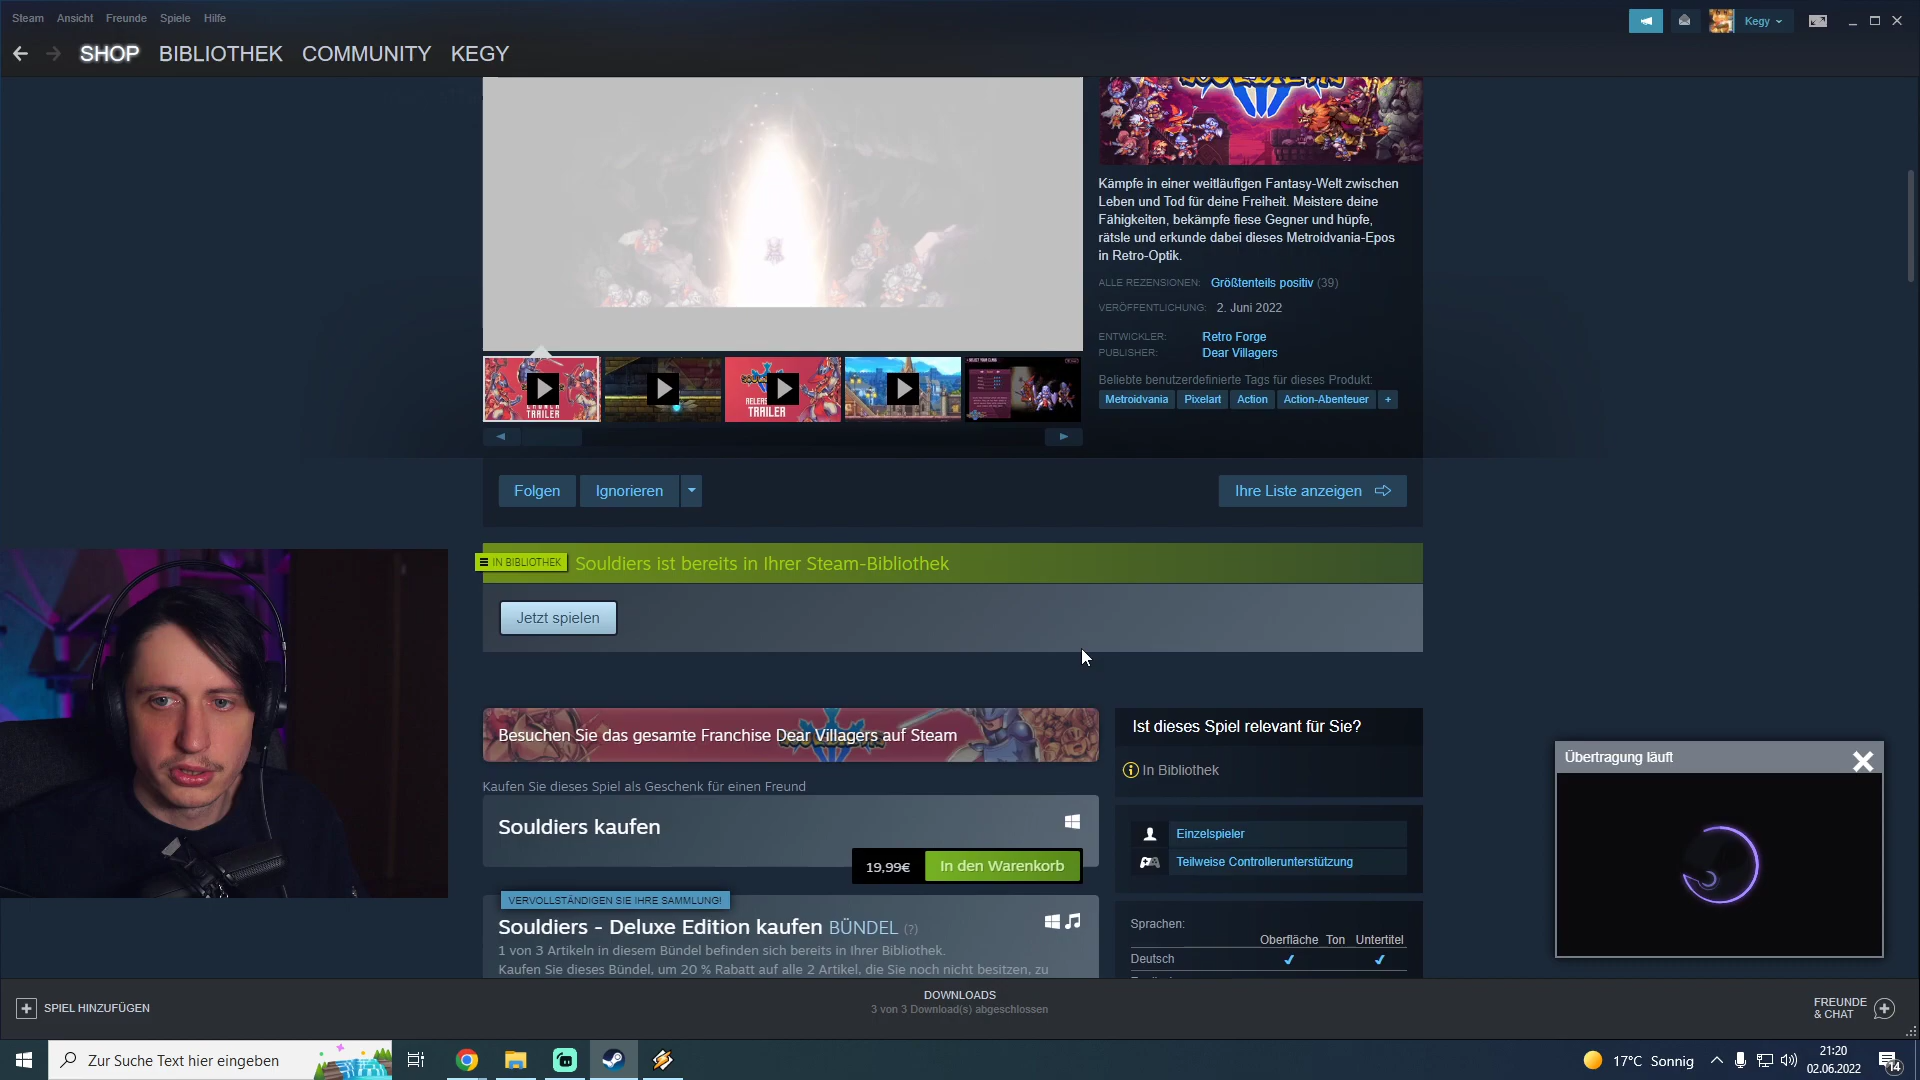 Steam Ansicht Freunde Spiele Hilfe
Kegy
SHOP BIBLIOTHEK COMMUNITY KEGY
Kämpfe in einer weitläufigen Fantasy-Welt zwischen
Leben und Tod für deine Freiheit. Meistere deine
Fähigkeiten, bekämpfe fiese Gegner und hüpfe,
rätsle und erkunde dabei dieses Metroidvania-Epos
in Retro-Optik.
ALLE REZENSIONEN: Größtenteils positiv (39)
VERÖFFENTLICHUNG: 2. Juni 2022
ENTWICKLER: Retro Forge
PUBLISHER: Dear Villagers
Beliebte benutzerdefinierte Tags für dieses Produkt:
Metroidvania Pixelart Action Action-Abenteuer +
TRAILER
TRAILER
Folgen Ignorieren Ihre Liste anzeigen
IN BIBLIOTHEK Souldiers ist bereits in Ihrer Steam-Bibliothek
Jetzt spielen
Besuchen Sie das gesamte Franchise Dear Villagers auf Steam
Kaufen Sie dieses Spiel als Geschenk für einen Freund
Souldiers kaufen
19,99€ In den Warenkorb
VERVOLLSTÄNDIGEN SIE IHRE SAMMLUNG!
Souldiers - Deluxe Edition kaufen BÜNDEL (?)
1 von 3 Artikeln in diesem Bündel befinden sich bereits in Ihrer Bibliothek.
Kaufen Sie dieses Bündel, um 20 % Rabatt auf alle 2 Artikel, die Sie noch nicht besitzen, zu
Ist dieses Spiel relevant für Sie?
In Bibliothek
Einzelspieler
Teilweise Controllerunterstützung
Sprachen:
Oberfläche Ton Untertitel
Deutsch
Übertragung läuft
SPIEL HINZUFÜGEN
DOWNLOADS
3 von 3 Download(s) abgeschlossen
FREUNDE
& CHAT
Zur Suche Text hier eingeben
17°C Sonnig
21:20
02.06.2022
14